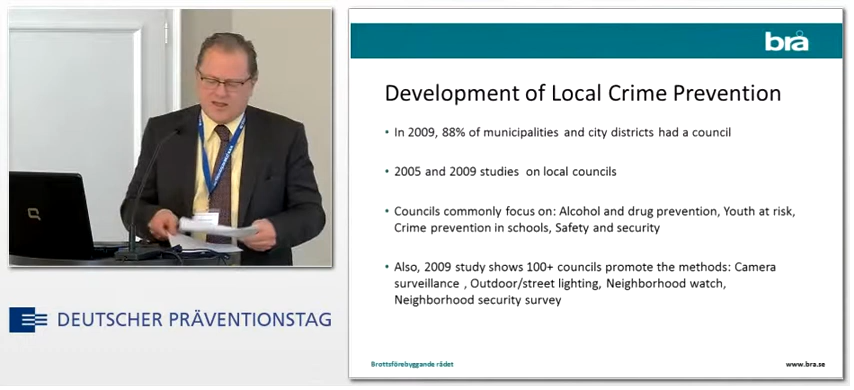 brå
Development of Local Crime Prevention
• In 2009, 88% of municipalities and city districts had a council
• 2005 and 2009 studies on local councils
• Councils commonly focus on: Alcohol and drug prevention, Youth at risk,
Crime prevention in schools, Safety and security
• Also, 2009 study shows 100+ councils promote the methods: Camera
surveillance , Outdoor/street lighting, Neighborhood watch,
Neighborhood security survey
Brottsförebyggande rådet
www.bra.se
DEUTSCHER PRÄVENTIONSTAG